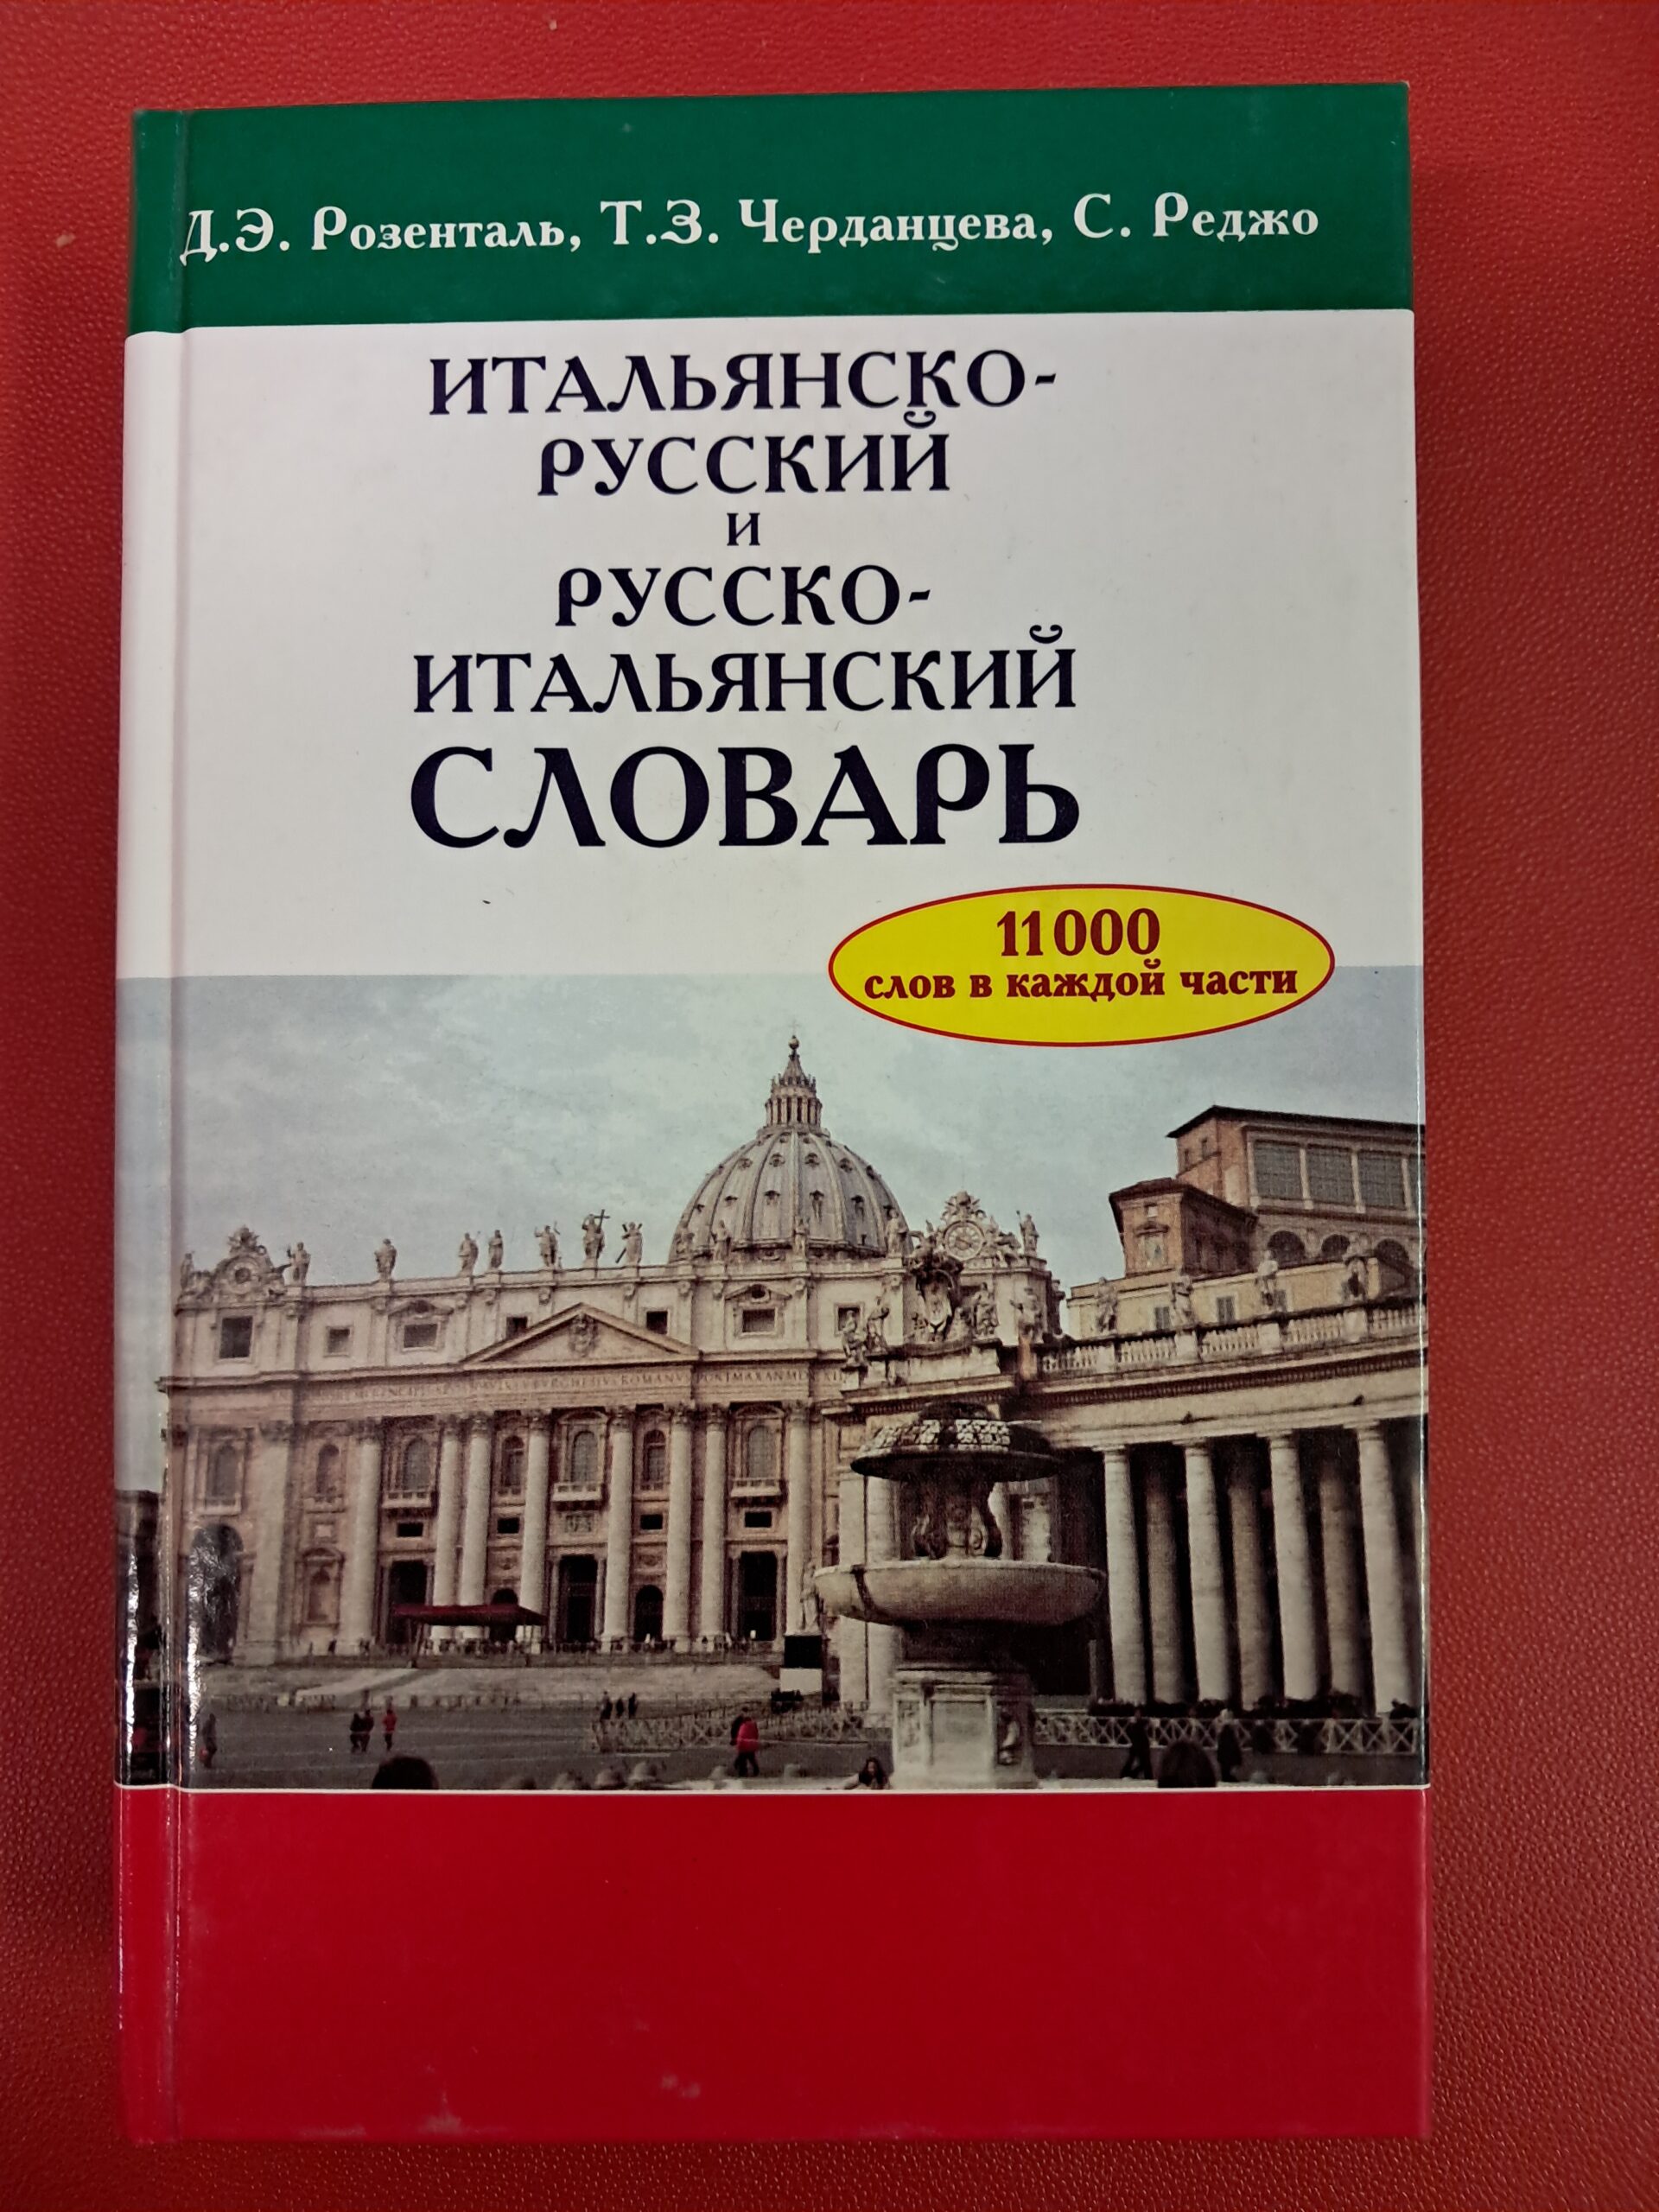 Д.Э. Розенталь, Т.З. Черданцева, С. Реджо
ИТАЛЬЯНСКО-
РУССКИЙ
И
РУССКО-
ИТАЛЬЯНСКИЙ
СЛОВАРЬ
11000
слов в каждой части